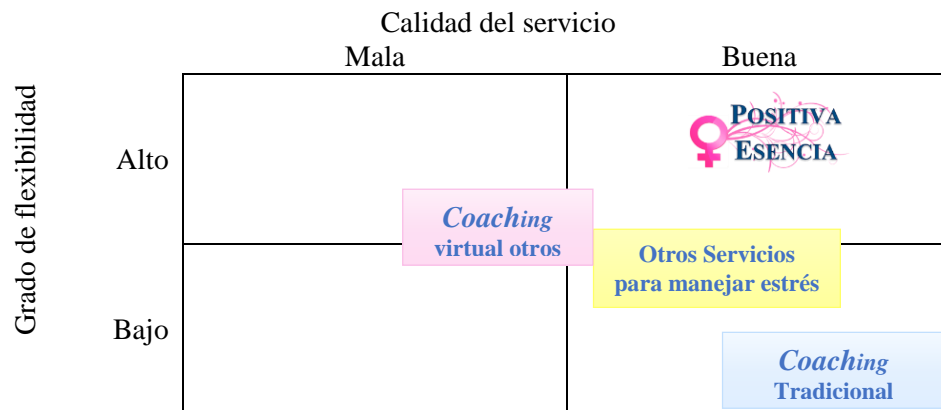 Calidad del servicio
Mala Buena
Grado de flexibilidad
Alto
POSITIVA
ESENCIA
Coaching
virtual otros
Otros Servicios
para manejar estrés
Bajo
Coaching
Tradicional